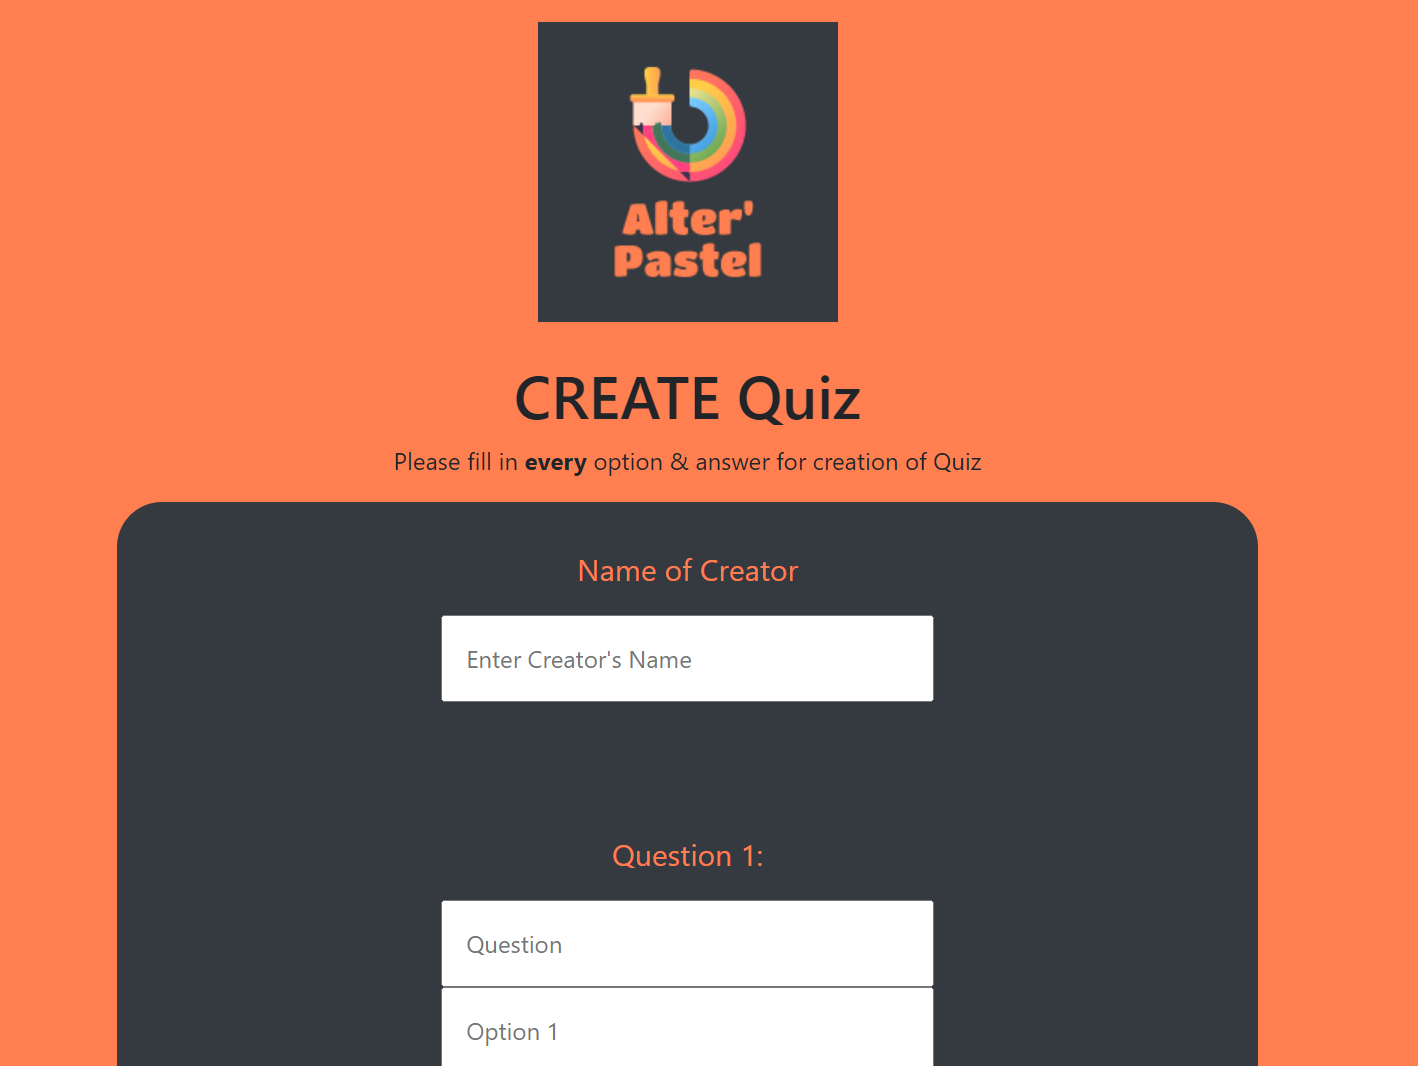 Alter'
Pastel
CREATE Quiz
Please fill in every option & answer for creation of Quiz
Name of Creator
Enter Creator's Name
Question 1:
Question
Option 1